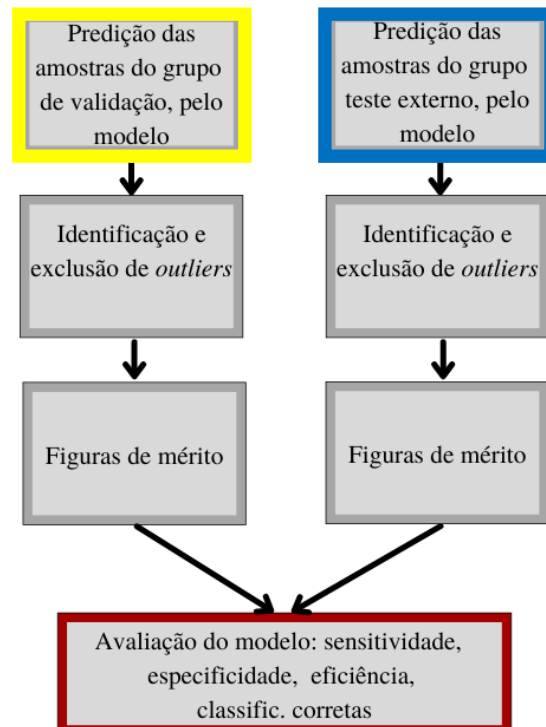 Predição das
amostras do grupo
de validação, pelo
modelo
Predição das
amostras do grupo
teste externo, pelo
modelo
Identificação e
exclusão de outliers
Identificação e
exclusão de outliers
Figuras de mérito
Figuras de mérito
Avaliação do modelo: sensitividade,
especificidade, eficiência,
classific. corretas